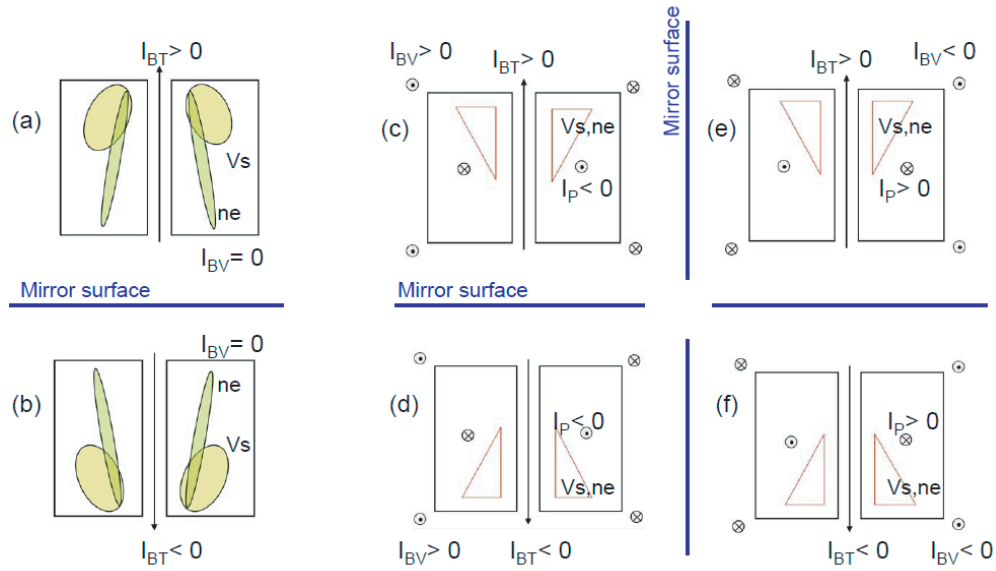 I_BT > 0
(a)
Vs
ne
I_BV = 0
Mirror surface
I_BV = 0
ne
(b)
Vs
I_BT < 0
I_BV > 0
I_BT > 0
(c)
Vs,ne
I_P < 0
Mirror surface
Mirror surface
I_BT > 0
I_BV < 0
(e)
Vs,ne
I_P > 0
(d)
I_P < 0
Vs,ne
I_BV > 0
I_BT < 0
I_P > 0
(f)
Vs,ne
I_BT < 0
I_BV < 0